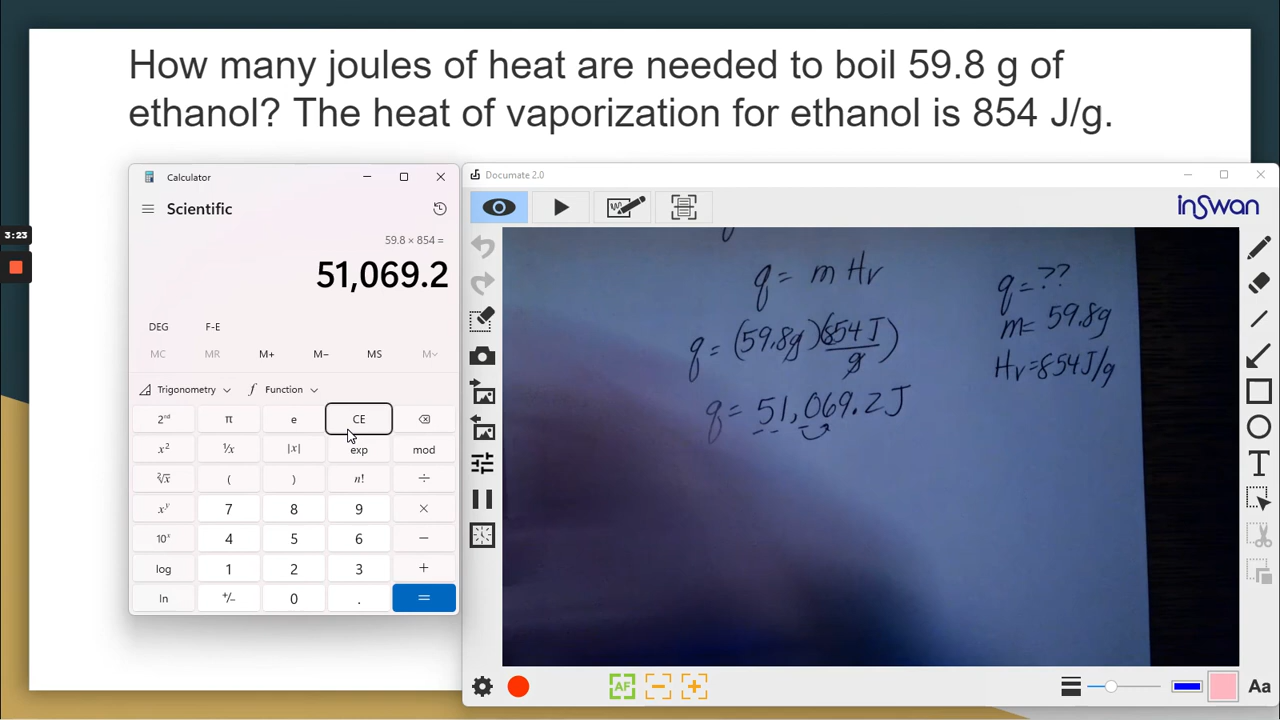 How many joules of heat are needed to boil 59.8 g of
ethanol? The heat of vaporization for ethanol is 854 J/g.
3:23
Calculator
Scientific
59.8 × 854 =
51,069.2
DEG F-E
MC MR M+ M− MS M˅
Trigonometry Function
2ⁿᵈ π e CE
x² ¹/x |x| exp mod
²√x ( ) n! ÷
xʸ 7 8 9 ×
10ˣ 4 5 6 −
log 1 2 3 +
ln +/− 0 . =
Documate 2.0
inSwan
q = m Hv
q = (59.8g)(854 J/g)
q = 51,069.2 J
q = ??
m= 59.8g
Hv=854J/g
T
AF
Aa